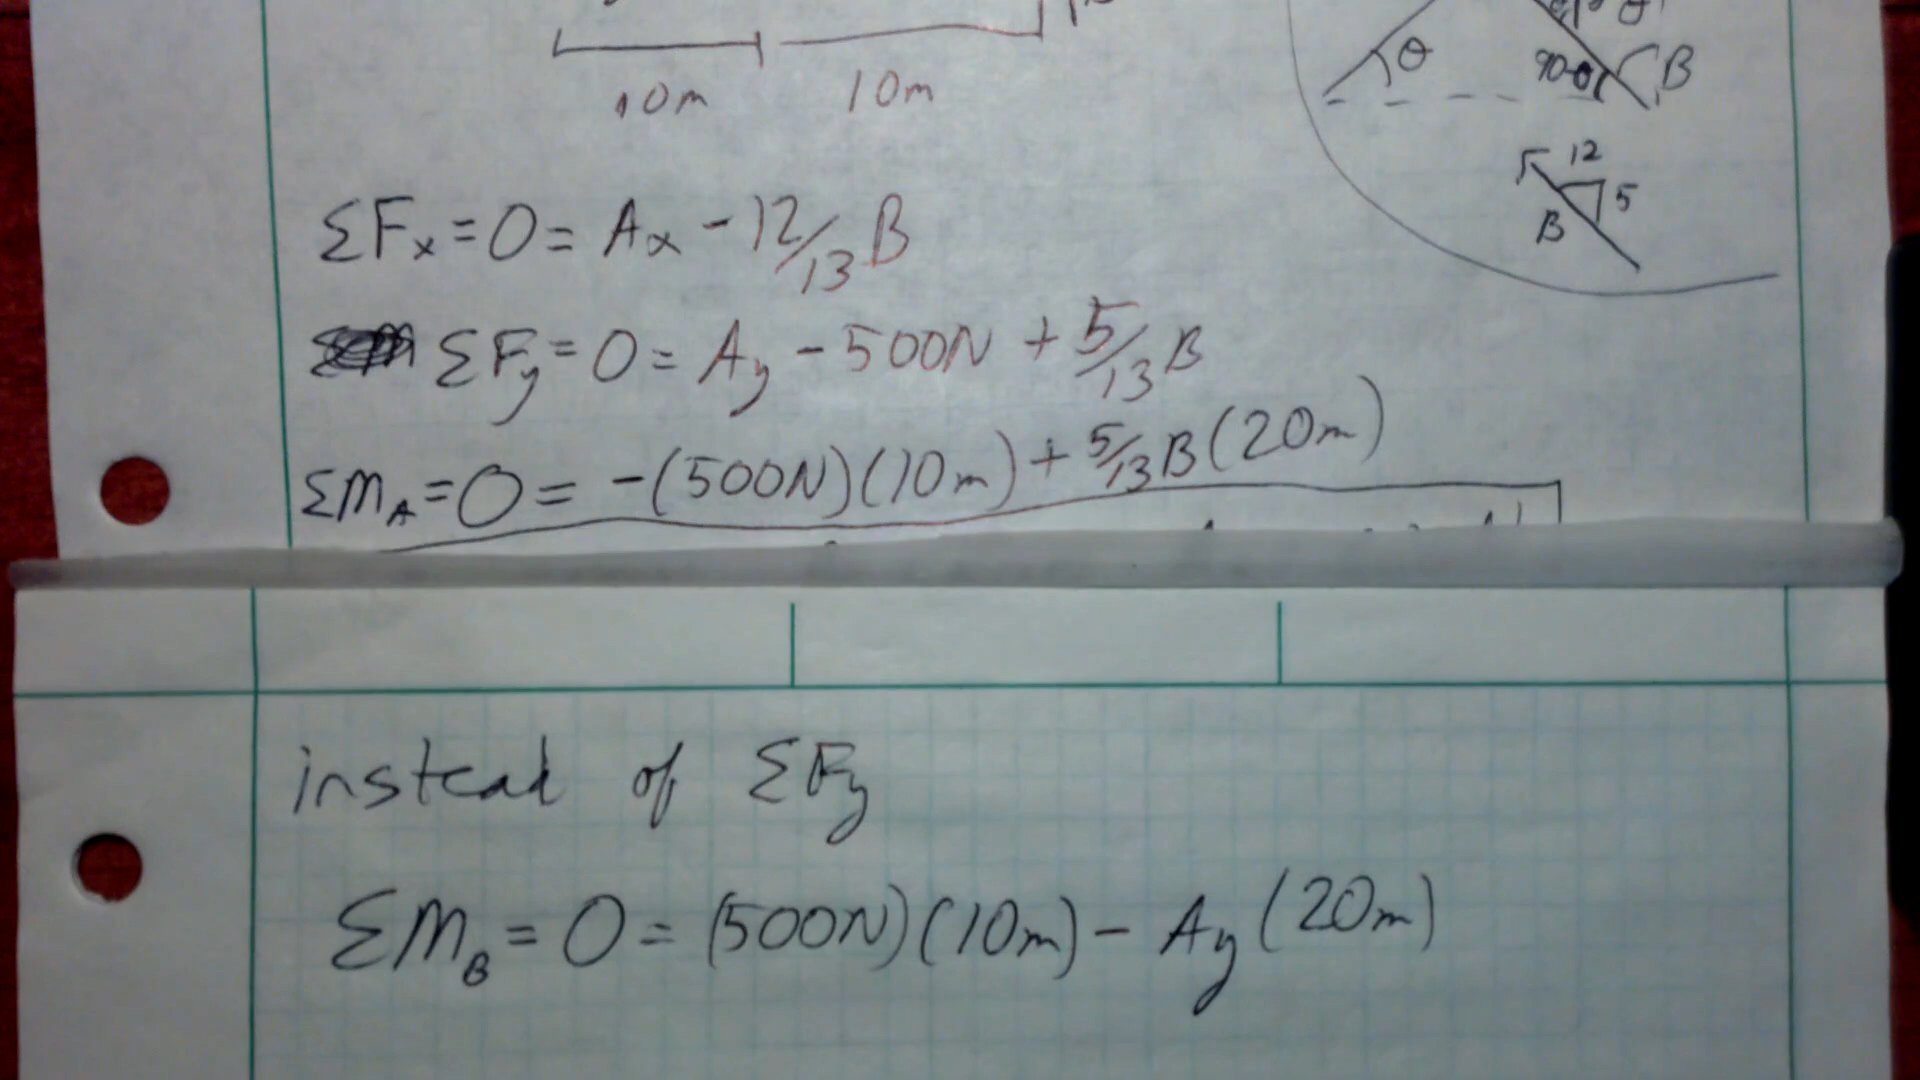 10m 10m
θ 90-θ B
12
5
B
ΣFx = 0 = Ax - 12/13 B
ΣFy = 0 = Ay - 500N + 5/13 B
ΣMA = 0 = -(500N)(10m) + 5/13 B (20m)
instead of ΣFy
ΣMB = 0 = (500N)(10m) - Ay (20m)